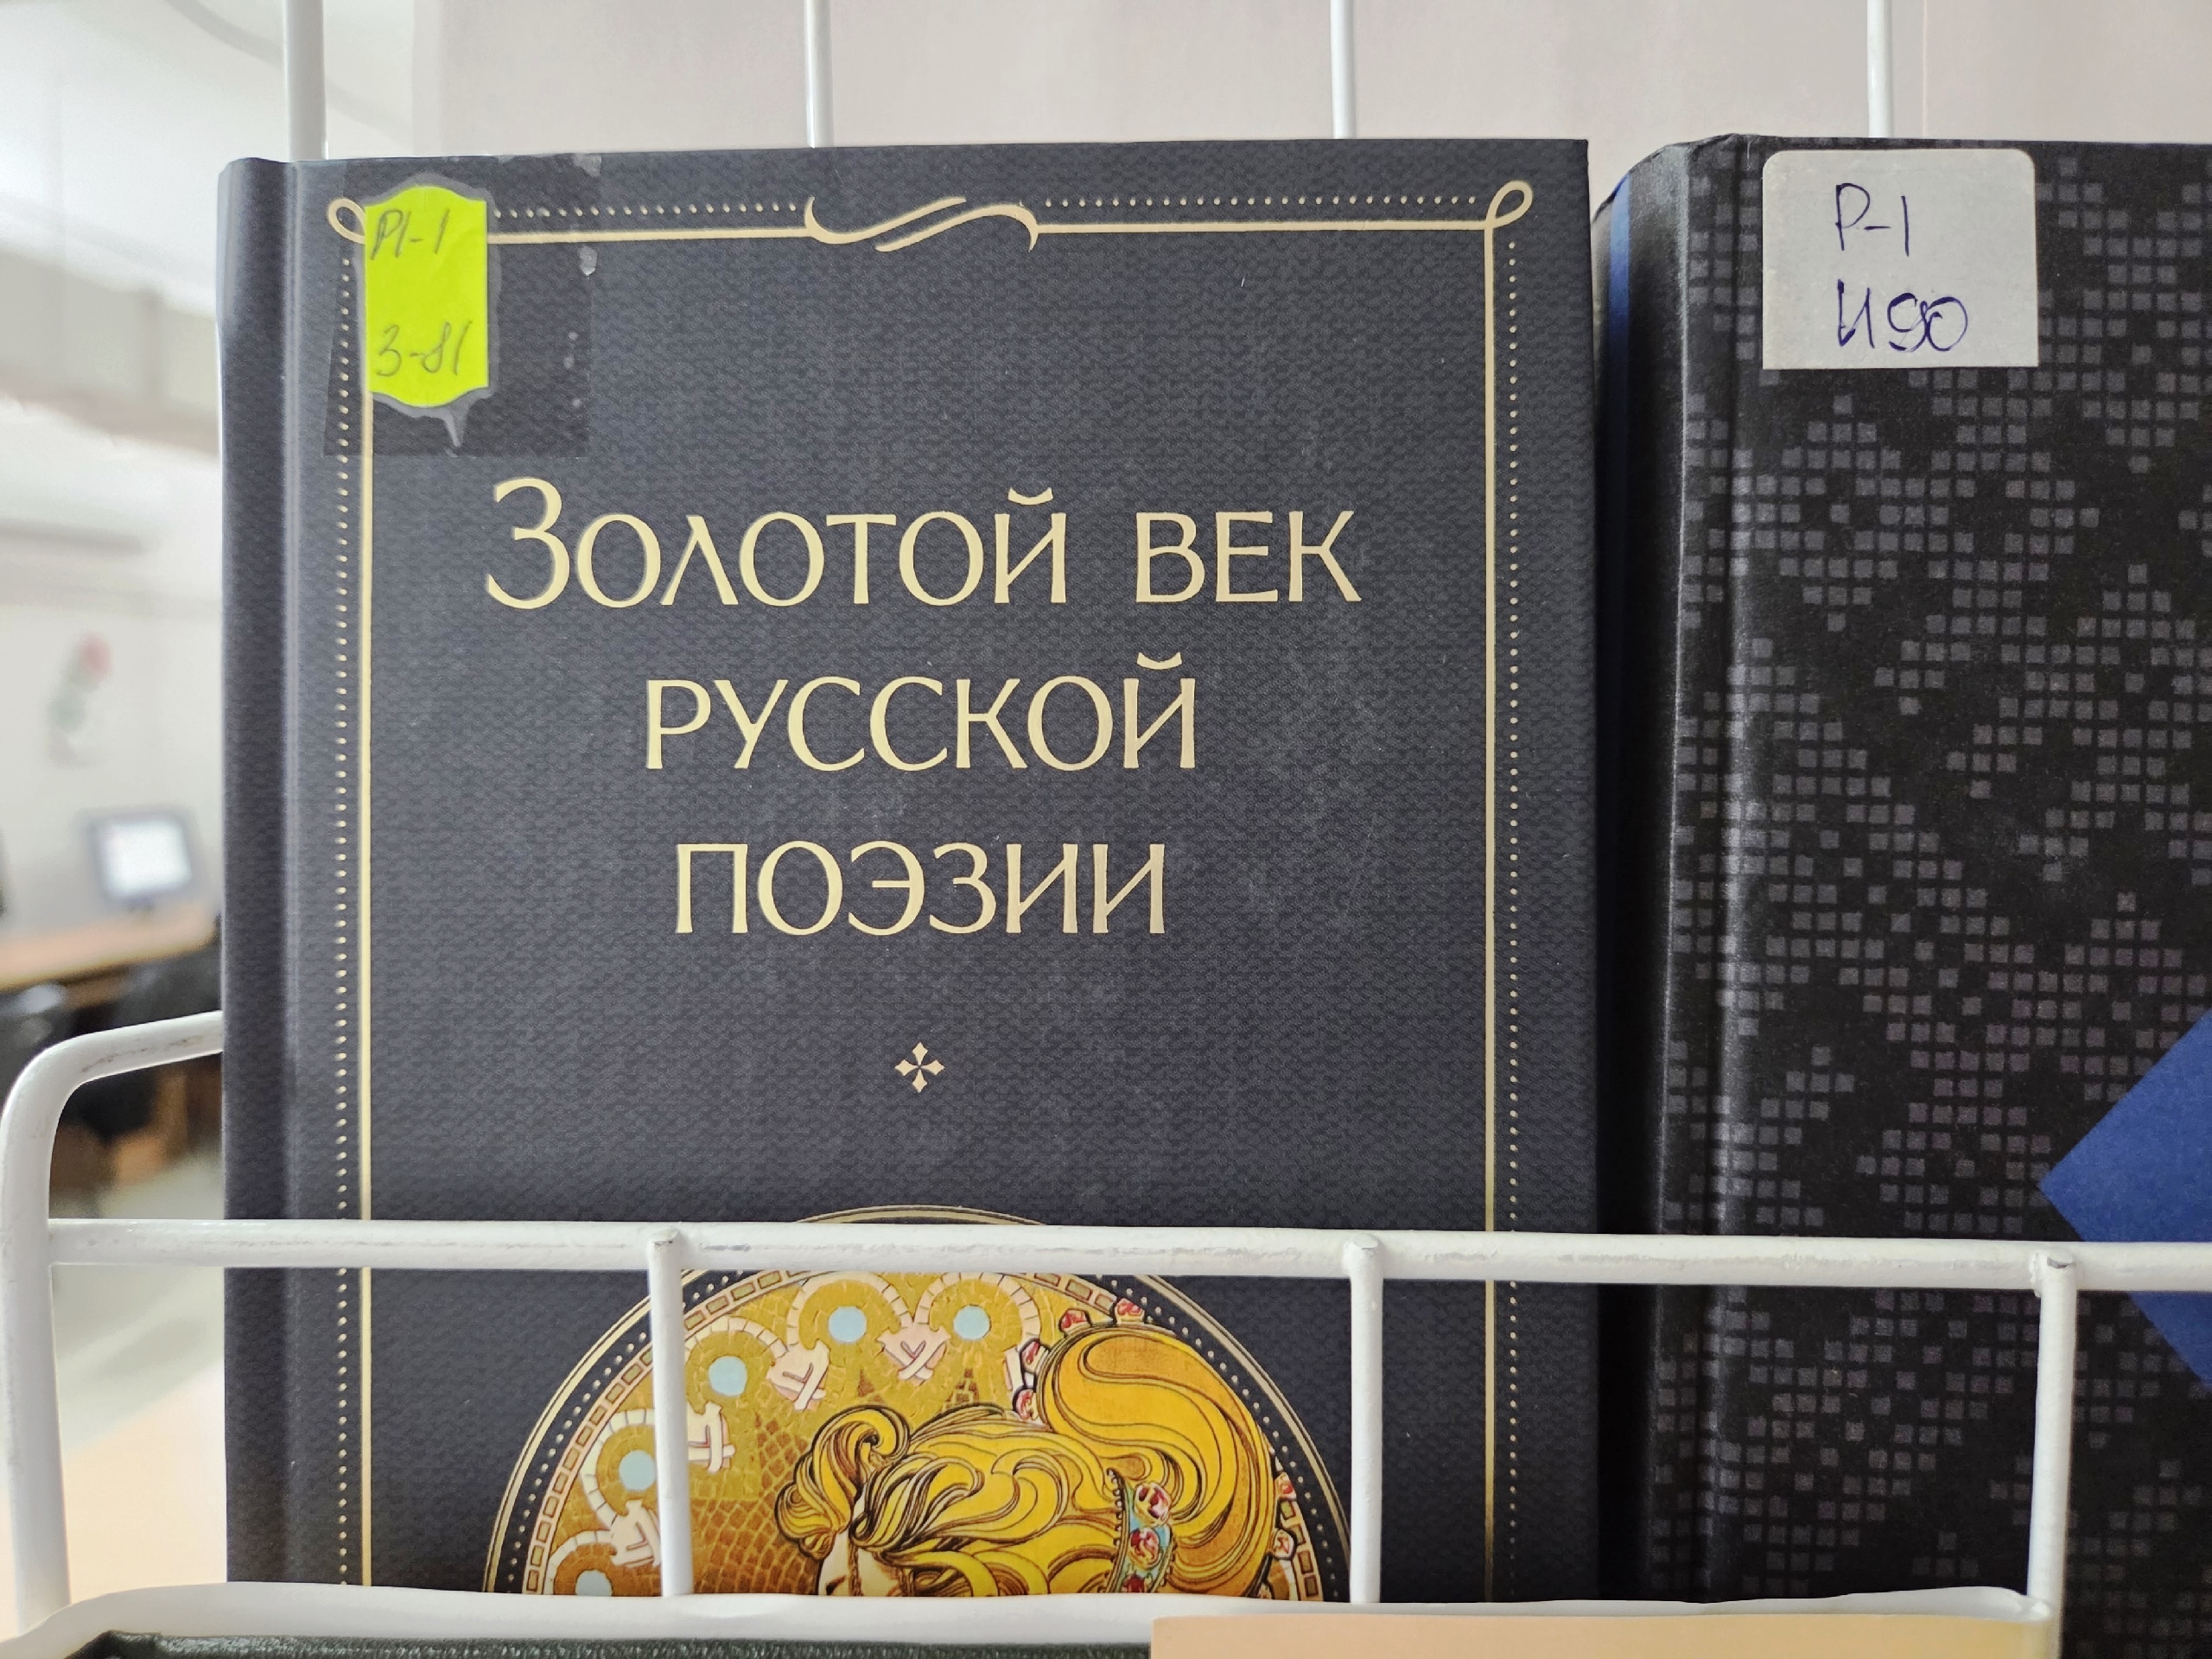 Р1-1
З-81
Золотой век
русской
поэзии
Р-1
И90